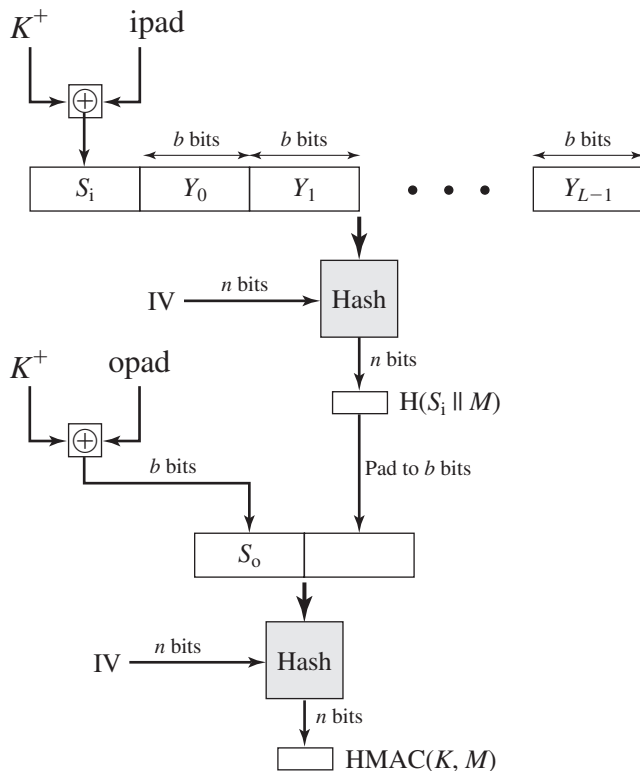 K⁺ ipad
b bits b bits b bits
Sᵢ Y₀ Y₁ • • • Y_{L−1}
n bits
IV Hash
n bits
K⁺ opad
H(Sᵢ || M)
b bits Pad to b bits
Sₒ
n bits
IV Hash
n bits
HMAC(K, M)